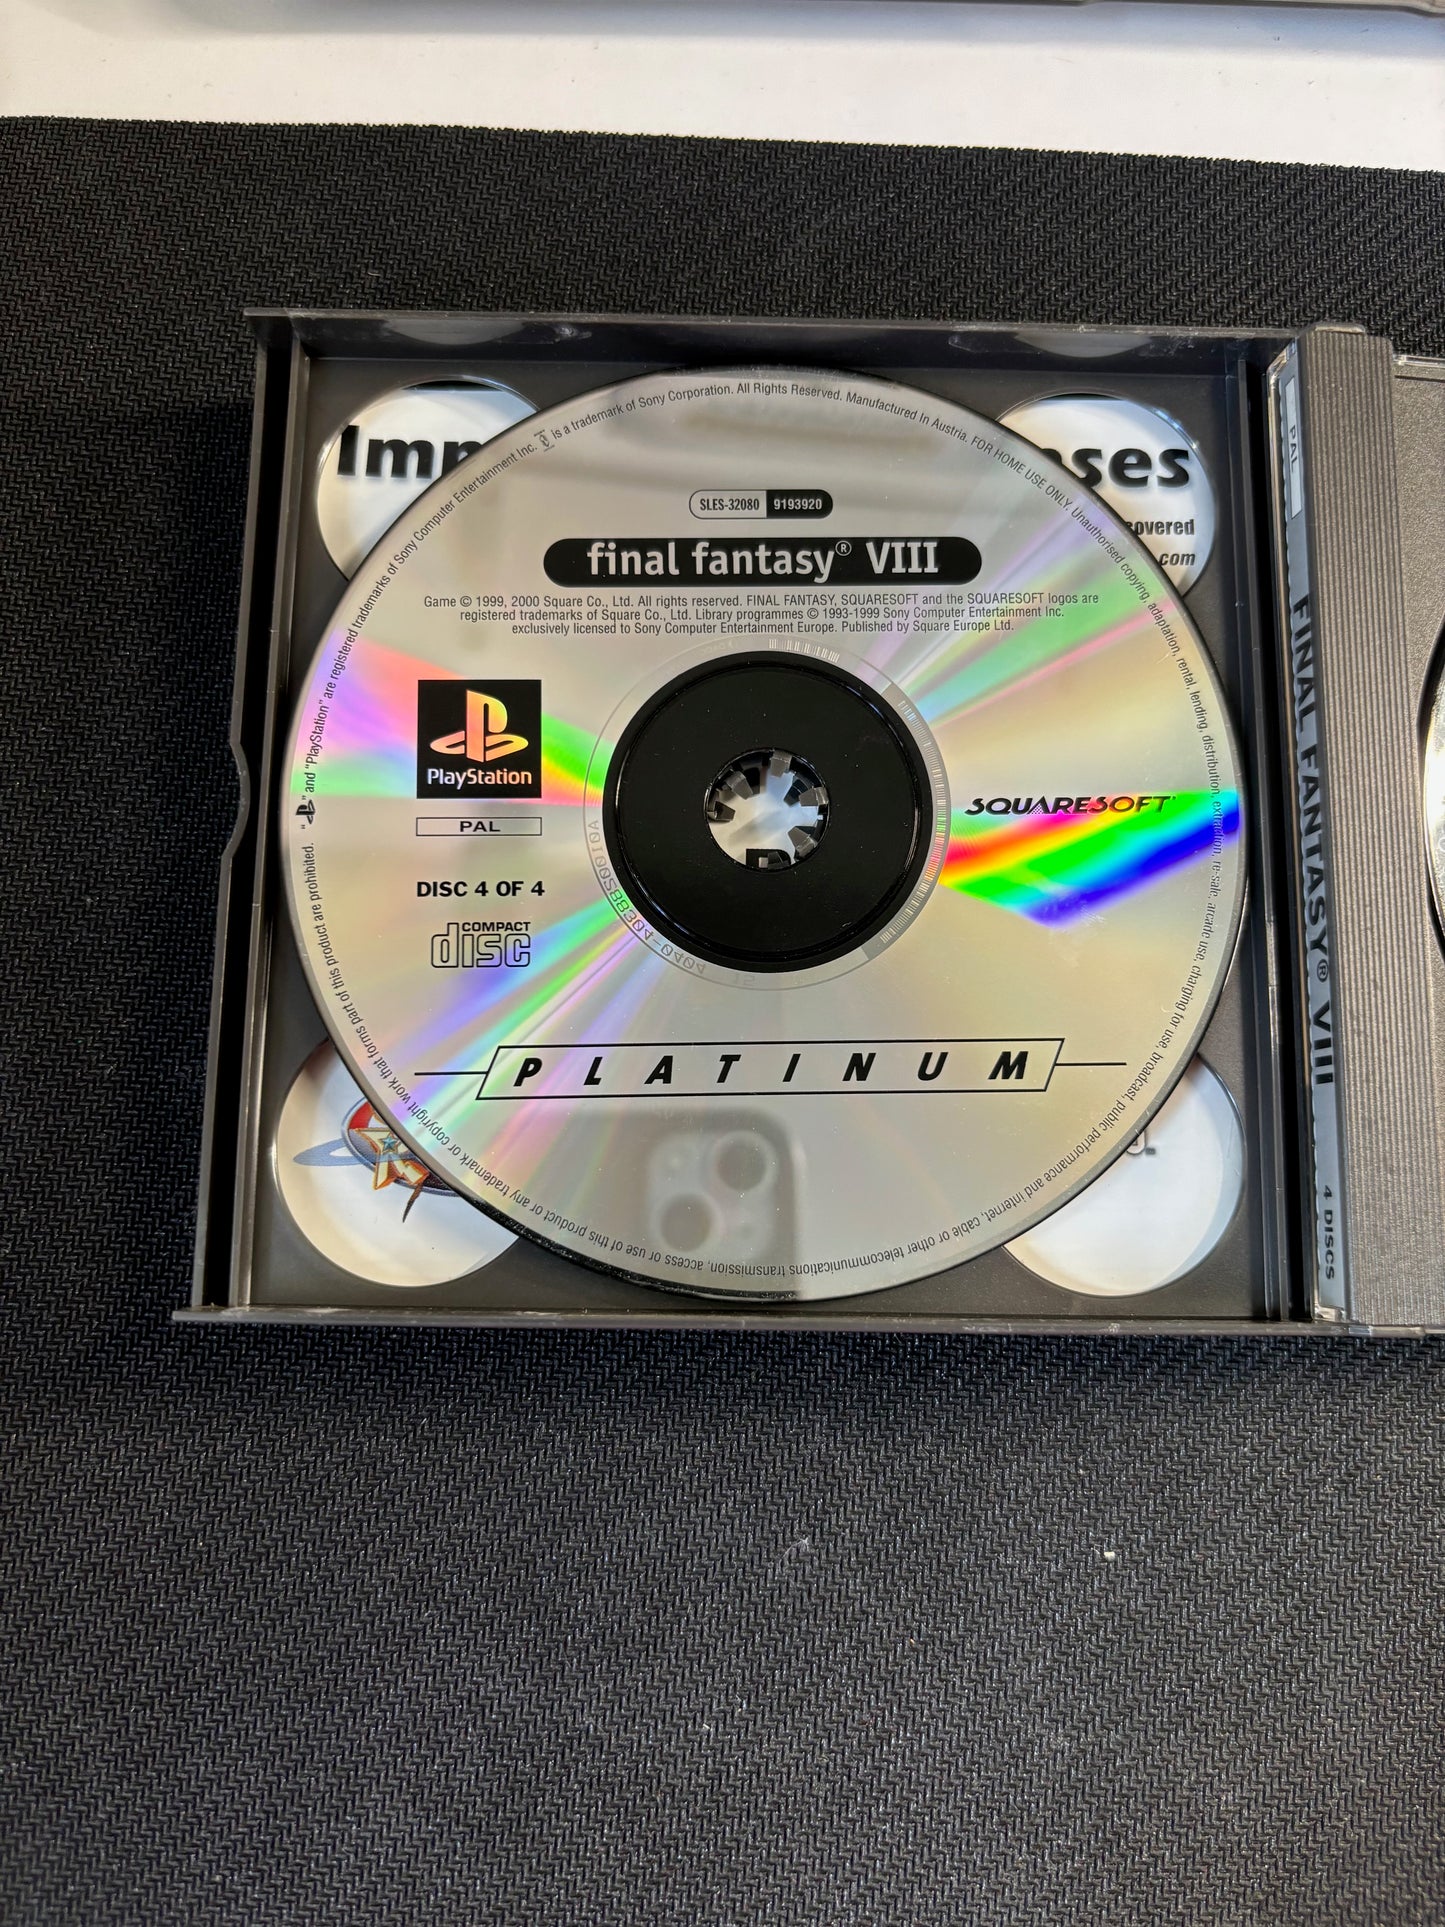 Imp
ases
covered
.com
SLES-32080 9193920
final fantasy® VIII
Game © 1999, 2000 Square Co., Ltd. All rights reserved. FINAL FANTASY, SQUARESOFT and the SQUARESOFT logos are
registered trademarks of Square Co., Ltd. Library programmes © 1993-1999 Sony Computer Entertainment Inc.
exclusively licensed to Sony Computer Entertainment Europe. Published by Square Europe Ltd.
PlayStation
PAL
DISC 4 OF 4
COMPACT
disc
SQUARESOFT
PLATINUM
" " and "PlayStation" are registered trademarks of Sony Computer Entertainment Inc. is a trademark of Sony Corporation. All Rights Reserved. Manufactured In Austria. FOR HOME USE ONLY. Unauthorised copying, adaptation, rental, lending, distribution, extraction, re-sale, arcade use, charging for use, broadcast, public performance and internet, cable or other telecommunications transmission, access or use of this product or any trademark or copyright work that forms part of this product are prohibited.
PAL
FINAL FANTASY® VIII
4 DISCS